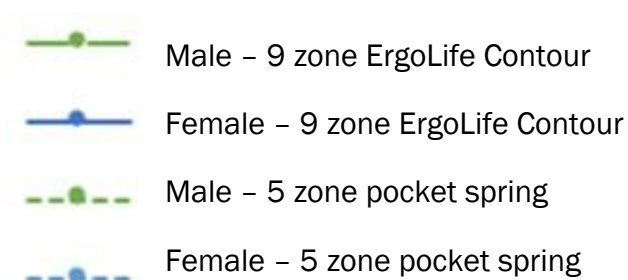 Male – 9 zone ErgoLife Contour
Female – 9 zone ErgoLife Contour
Male – 5 zone pocket spring
Female – 5 zone pocket spring